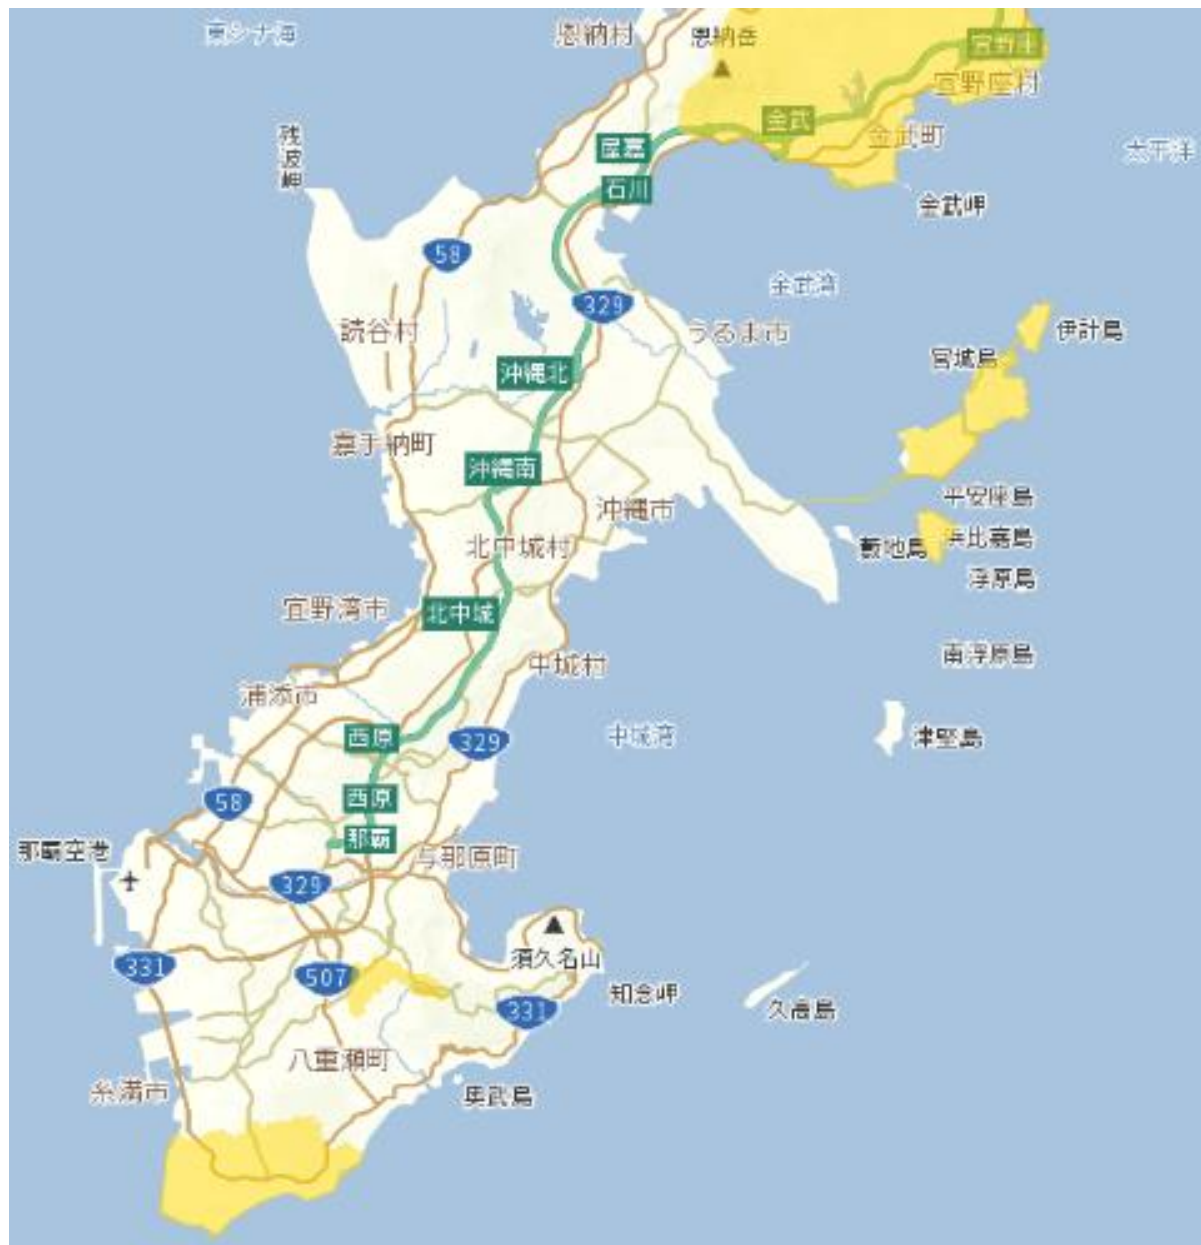 東シナ海
恩納村
恩納岳
宜野座
宜野座村
金武
金武町
太平洋
残波岬
屋嘉
石川
金武岬
58
金武湾
329
読谷村
うるま市
伊計島
宮城島
沖縄北
嘉手納町
沖縄南
平安座島
沖縄市
北中城村
藪地島
浜比嘉島
浮原島
宜野湾市
北中城
中城村
南浮原島
浦添市
西原
329
中城湾
津堅島
58
西原
那覇
那覇空港
与那原町
329
須久名山
331
507
知念岬
331
久高島
八重瀬町
糸満市
奥武島